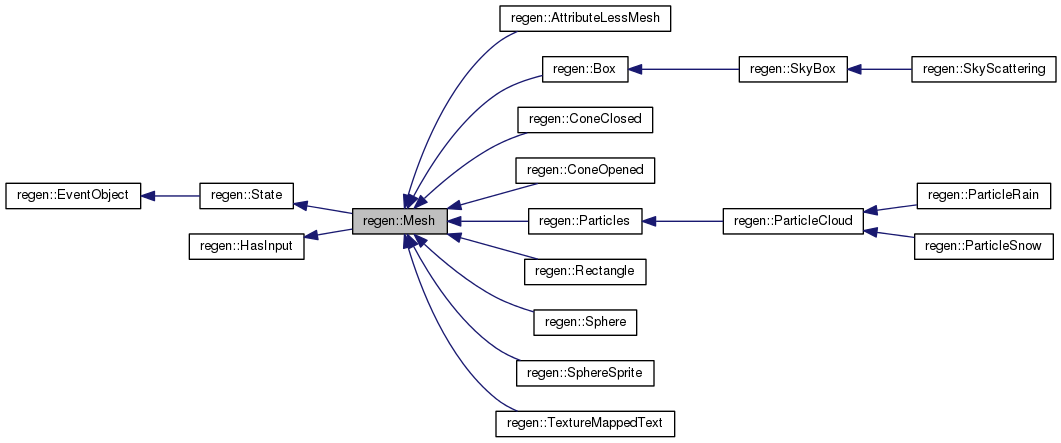 regen::AttributeLessMesh
regen::Box
regen::SkyBox
regen::SkyScattering
regen::ConeClosed
regen::ConeOpened
regen::EventObject
regen::State
regen::Mesh
regen::HasInput
regen::Particles
regen::ParticleCloud
regen::ParticleRain
regen::ParticleSnow
regen::Rectangle
regen::Sphere
regen::SphereSprite
regen::TextureMappedText